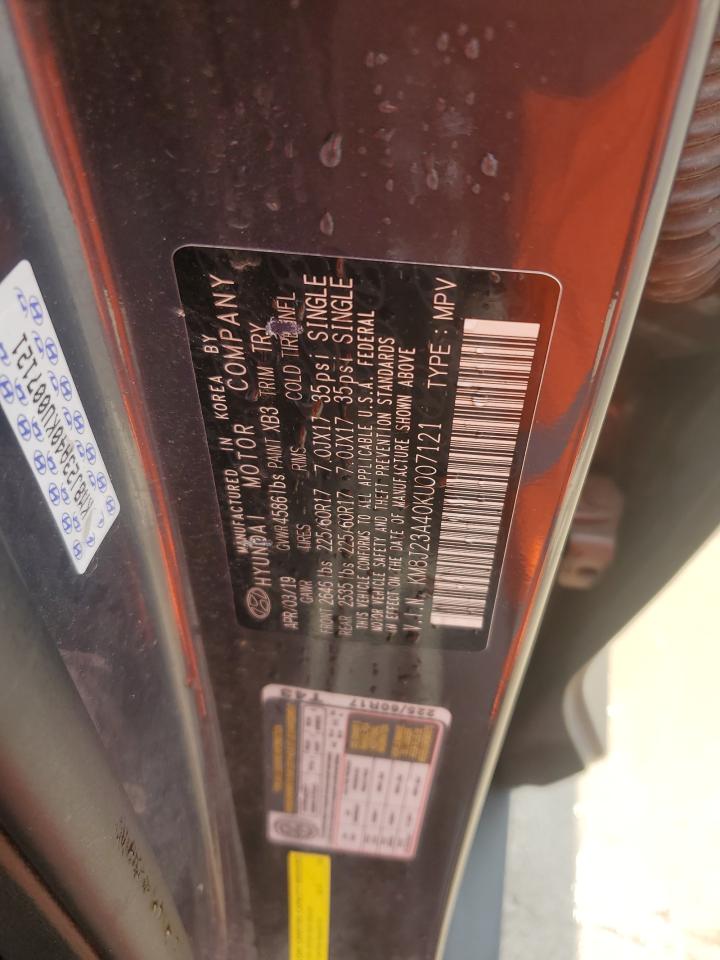 MANUFACTURED IN KOREA BY
HYUNDAI MOTOR COMPANY
APR/03/19 GVWR 4586 lbs PAINT XB3 TRIM TRY
GAWR TIRES RIMS COLD TIRE INFL
FRONT 2646 lbs 225/60R17 7.0JX17 35psi SINGLE
REAR 2535 lbs 225/60R17 7.0JX17 35psi SINGLE
THIS VEHICLE CONFORMS TO ALL APPLICABLE U.S.A. FEDERAL
MOTOR VEHICLE SAFETY AND THEFT PREVENTION STANDARDS
IN EFFECT ON THE DATE OF MANUFACTURE SHOWN ABOVE
V.I.N. KM8J23A40KU007121 TYPE : MPV
KM8J23A40KU007121
225/60R17
T43